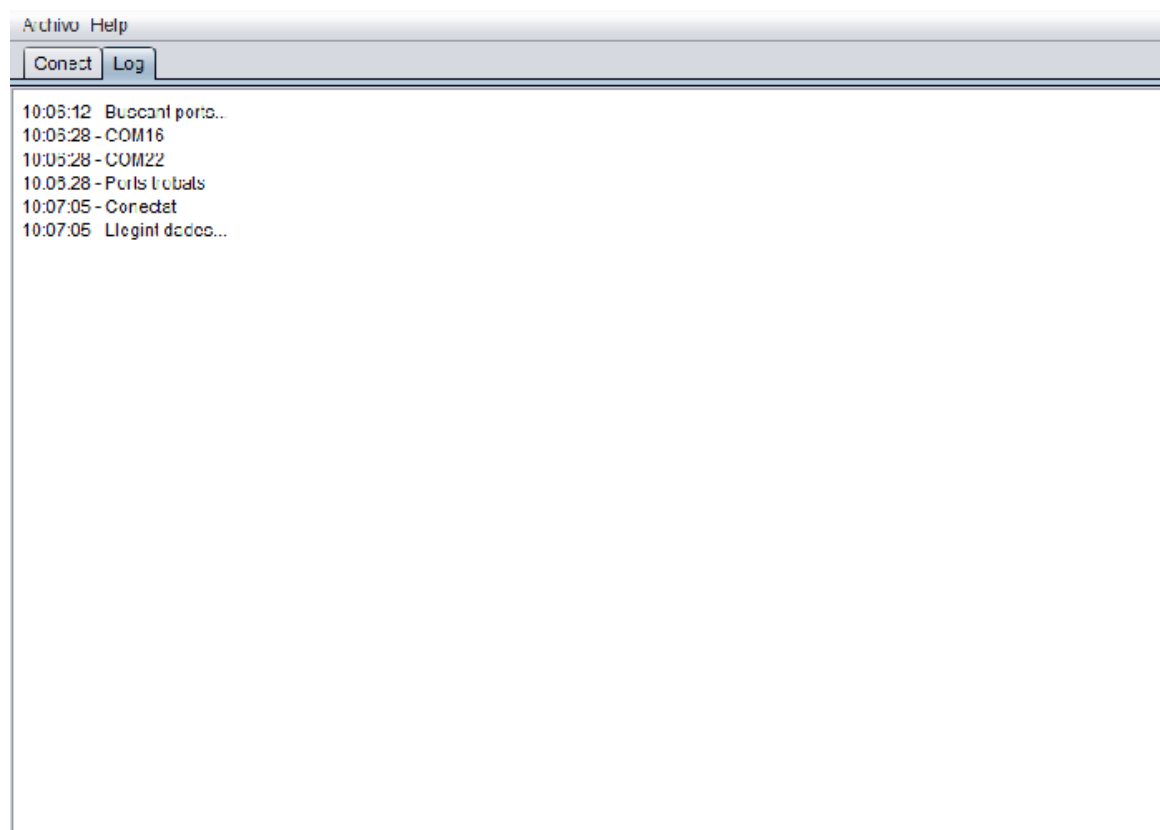 Archivo Help
Conect Log
10:06:12 - Buscant ports...
10:06:28 - COM16
10:06:28 - COM22
10:06:28 - Ports trobats
10:07:05 - Conectat
10:07:05 - Llegint dades...